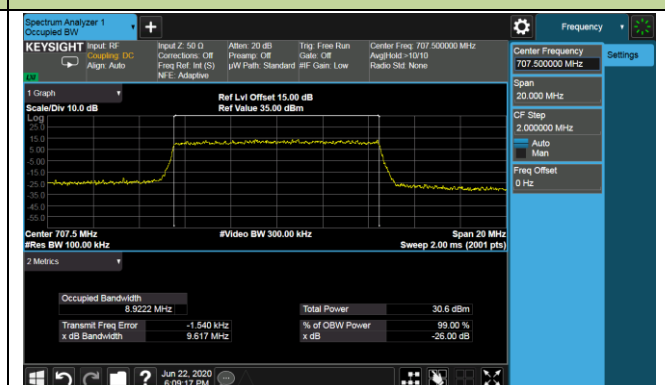 Spectrum Analyzer 1
Occupied BW
Frequency
KEYSIGHT
Input: RF
Coupling: DC
Align: Auto
Input Z: 50 Ω
Corrections: Off
Freq Ref: Int (S)
NFE: Adaptive
Atten: 20 dB
Preamp: Off
µW Path: Standard
Trig: Free Run
Gate: Off
#IF Gain: Low
Center Freq: 707.500000 MHz
Avg|Hold:>10/10
Radio Std: None
LXI
Center Frequency
707.500000 MHz
Settings
Span
20.000 MHz
CF Step
2.000000 MHz
Auto
Man
Freq Offset
0 Hz
1 Graph
Scale/Div 10.0 dB
Ref Lvl Offset 15.00 dB
Ref Value 35.00 dBm
Log
25.0
15.0
5.00
-5.00
-15.0
-25.0
-35.0
-45.0
-55.0
Center 707.5 MHz
#Video BW 300.00 kHz
Span 20 MHz
#Res BW 100.00 kHz
Sweep 2.00 ms (2001 pts)
2 Metrics
Occupied Bandwidth
8.9222 MHz
Total Power 30.6 dBm
Transmit Freq Error -1.540 kHz
% of OBW Power 99.00 %
x dB Bandwidth 9.617 MHz
x dB -26.00 dB
Jun 22, 2020
6:09:17 PM